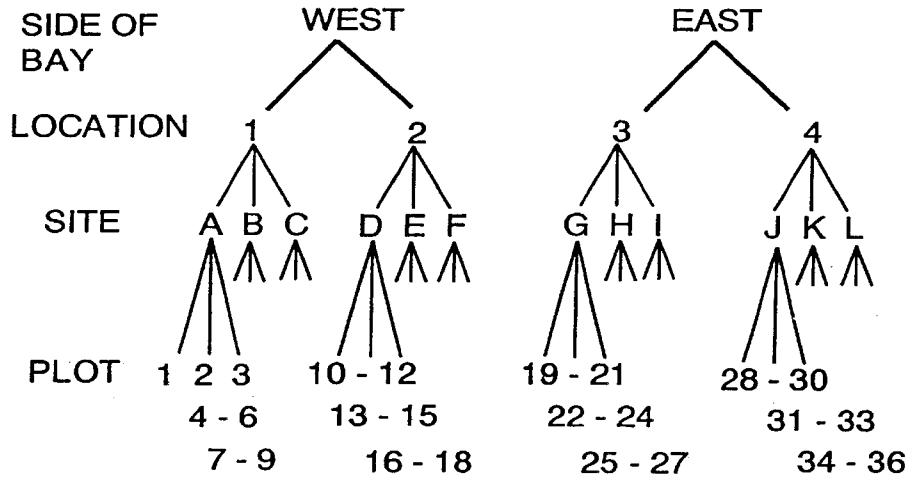 SIDE OF BAY WEST EAST
LOCATION 1 2 3 4
SITE A B C D E F G H I J K L
PLOT 1 2 3 10 - 12 19 - 21 28 - 30
4 - 6 13 - 15 22 - 24 31 - 33
7 - 9 16 - 18 25 - 27 34 - 36